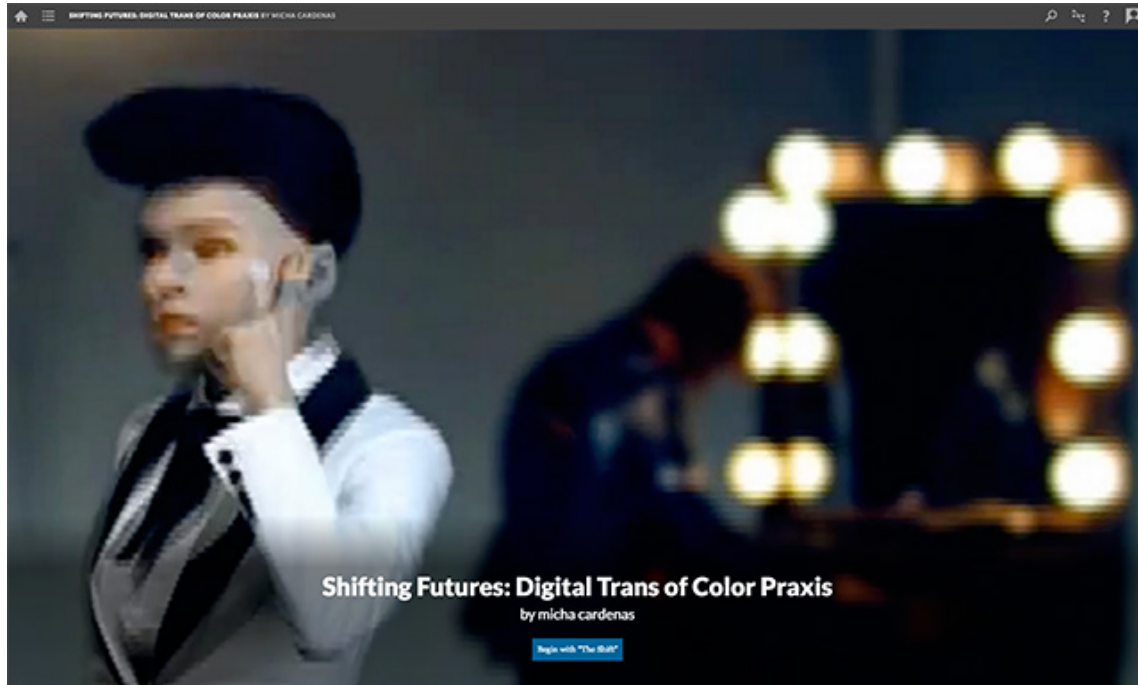 SHIFTING FUTURES: DIGITAL TRANS OF COLOR PRAXIS BY MICHA CARDENAS
?
Shifting Futures: Digital Trans of Color Praxis
by micha cardenas
Begin with "The Shift"